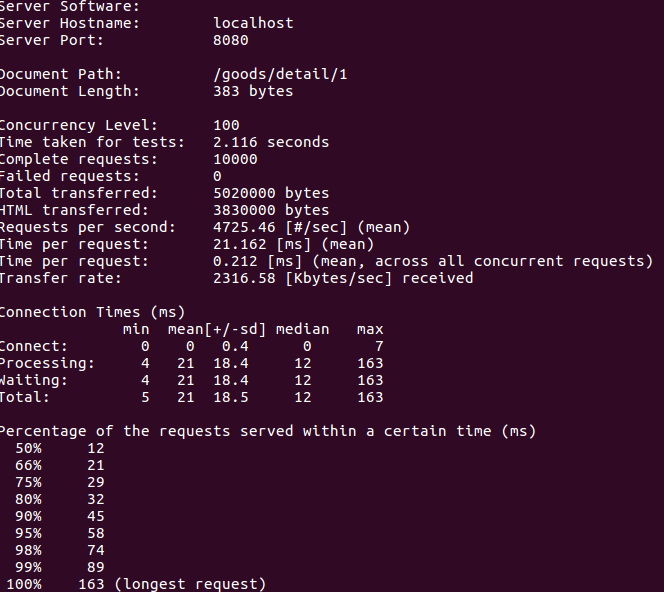 Server Software:
Server Hostname:        localhost
Server Port:            8080

Document Path:          /goods/detail/1
Document Length:        383 bytes

Concurrency Level:      100
Time taken for tests:   2.116 seconds
Complete requests:      10000
Failed requests:        0
Total transferred:      5020000 bytes
HTML transferred:       3830000 bytes
Requests per second:    4725.46 [#/sec] (mean)
Time per request:       21.162 [ms] (mean)
Time per request:       0.212 [ms] (mean, across all concurrent requests)
Transfer rate:          2316.58 [Kbytes/sec] received

Connection Times (ms)
              min  mean[+/-sd] median   max
Connect:        0    0   0.4      0       7
Processing:     4   21  18.4     12     163
Waiting:        4   21  18.4     12     163
Total:          5   21  18.5     12     163

Percentage of the requests served within a certain time (ms)
  50%     12
  66%     21
  75%     29
  80%     32
  90%     45
  95%     58
  98%     74
  99%     89
 100%    163 (longest request)